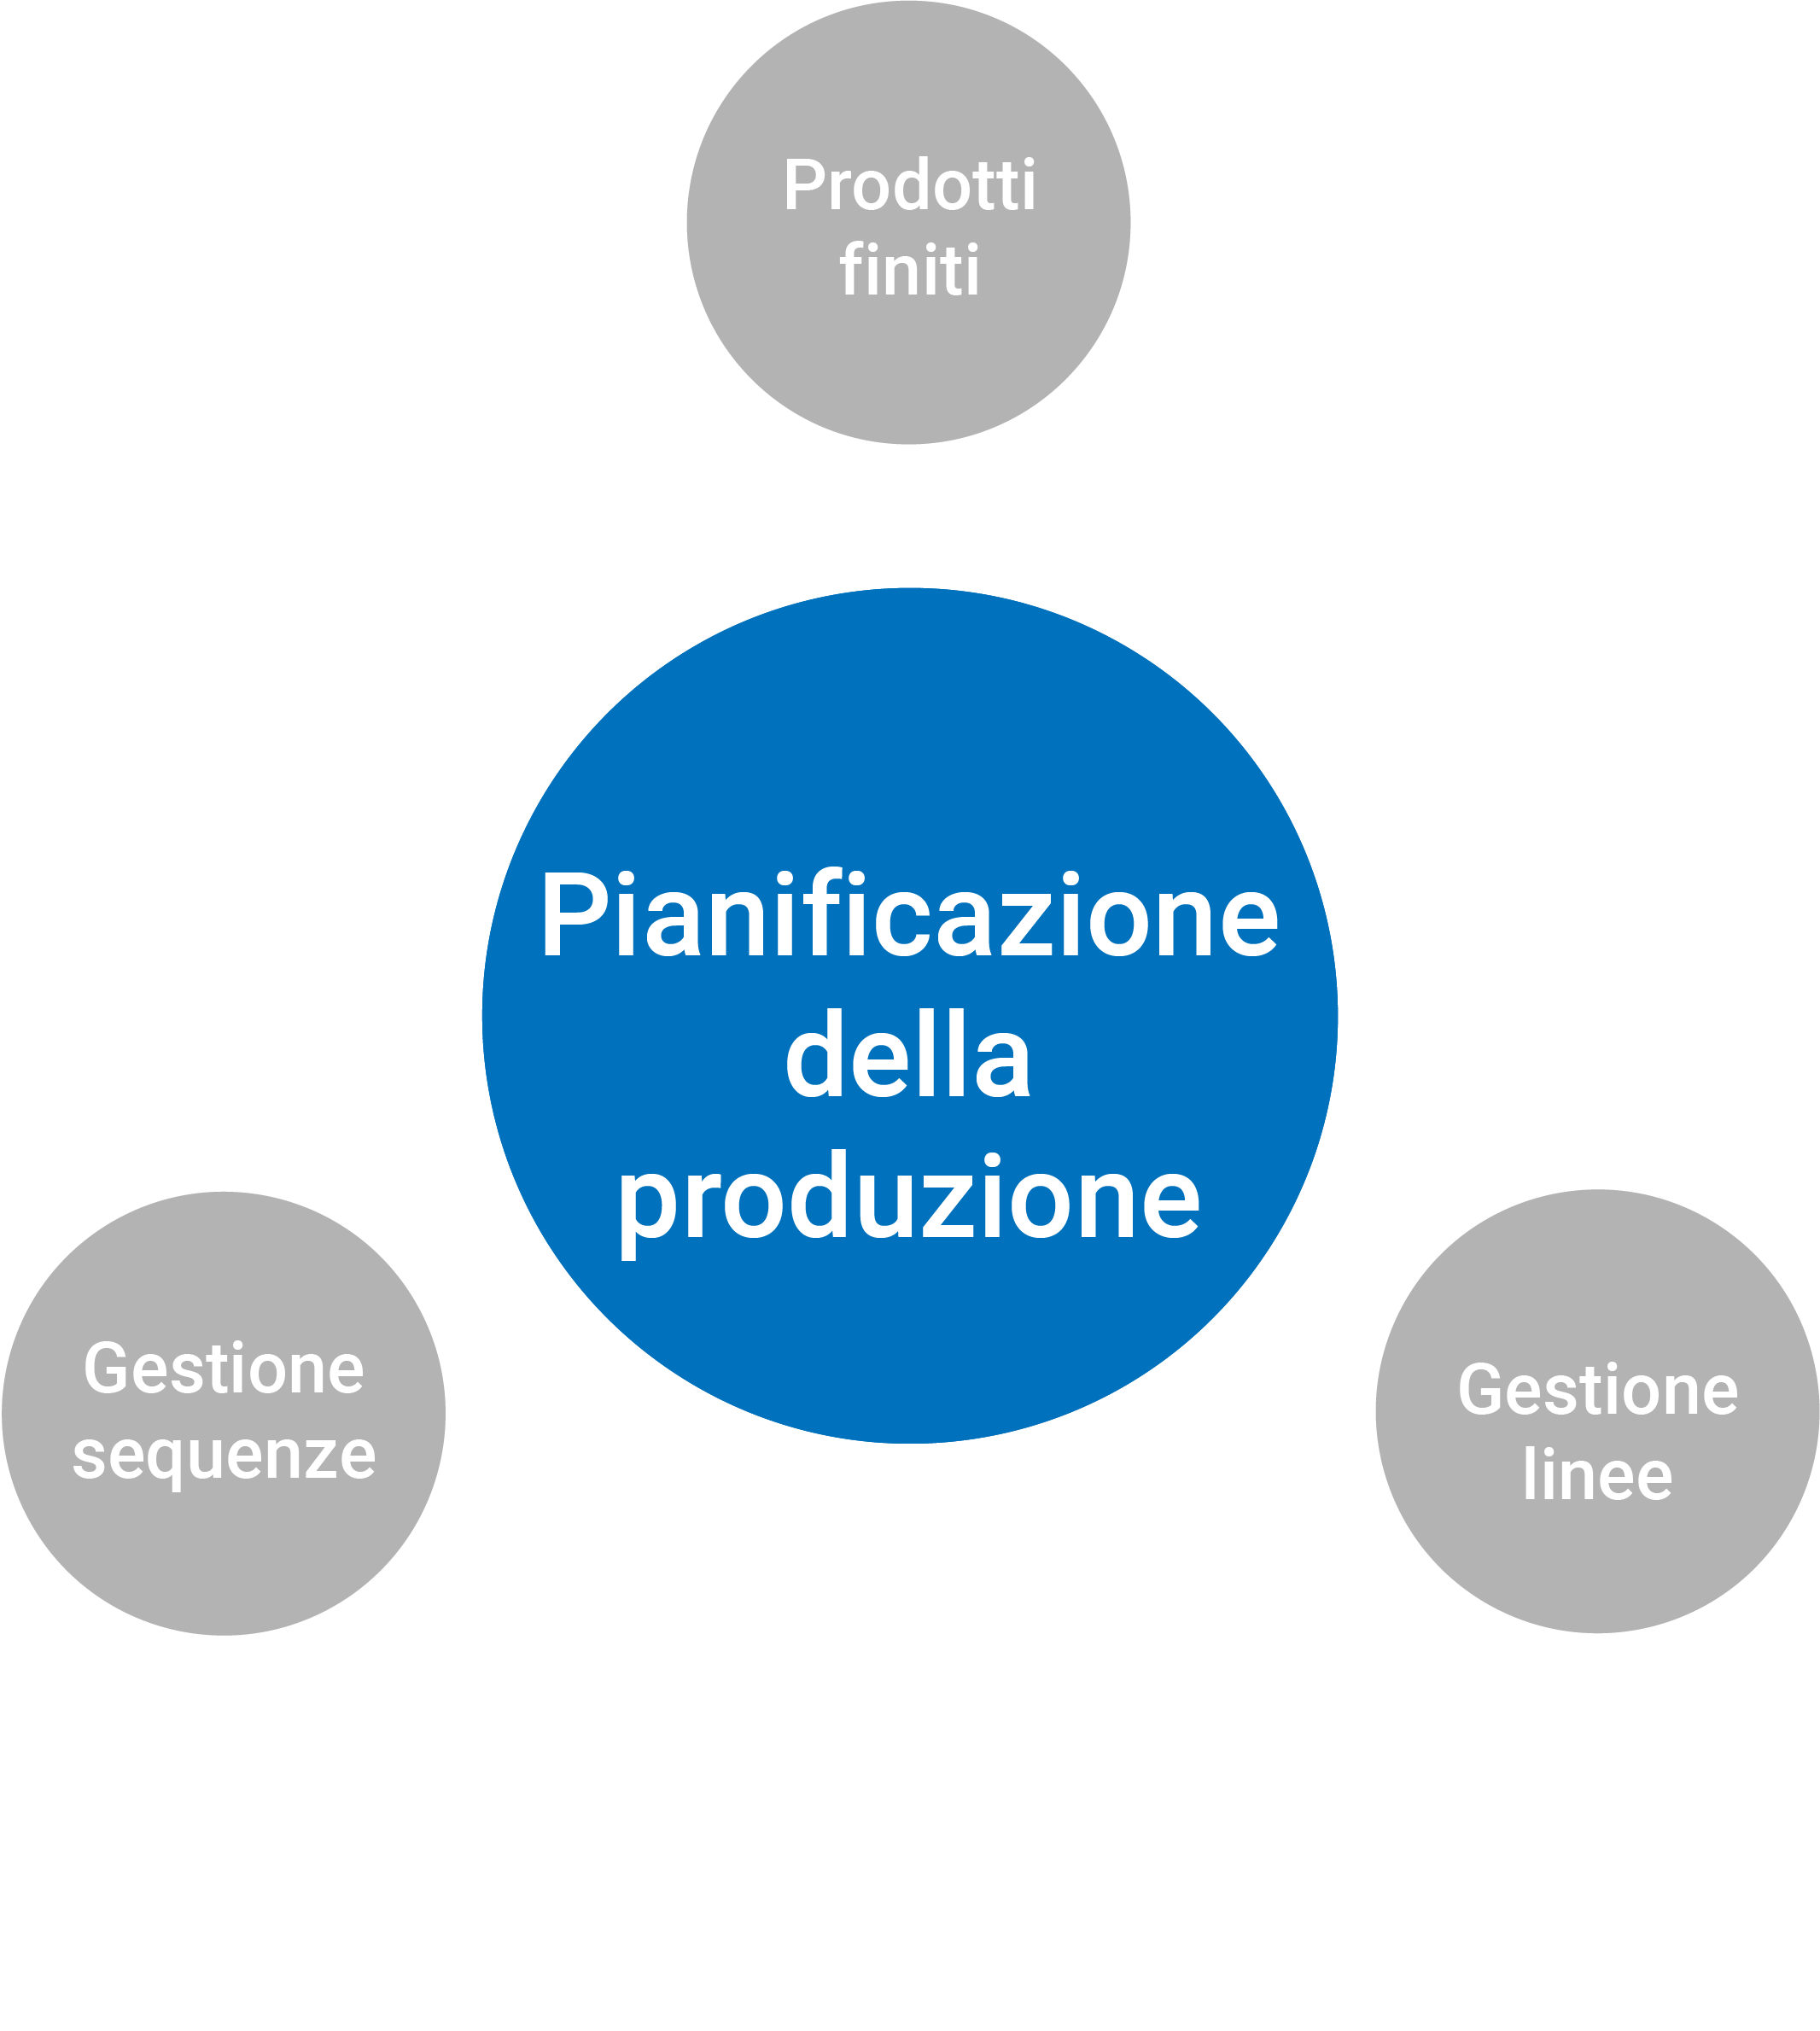 Prodotti
finiti
Pianificazione
della
produzione
Gestione
sequenze
Gestione
linee